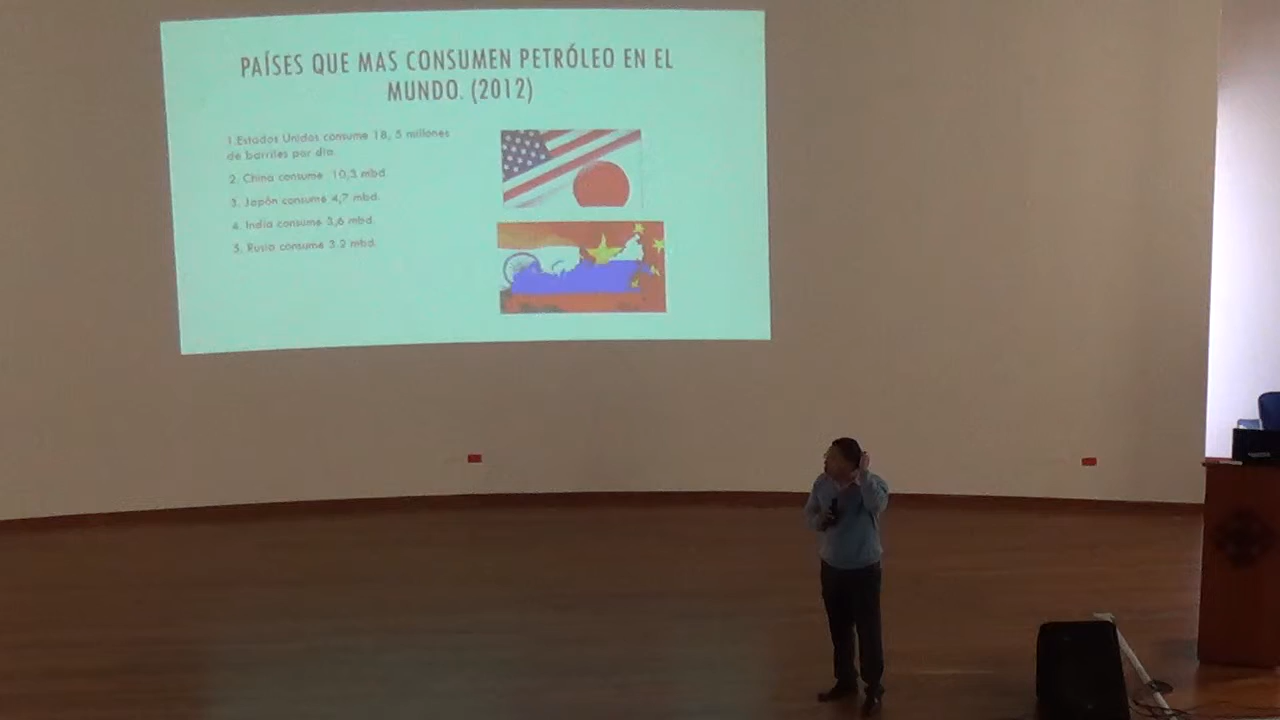 PAÍSES QUE MAS CONSUMEN PETRÓLEO EN EL
MUNDO. (2012)
1.Estados Unidos consume 18, 5 millones
de barriles por día.
2. China consume 10,3 mbd.
3. Japón consume 4,7 mbd.
4. India consume 3,6 mbd.
5. Rusia consume 3.2 mbd.